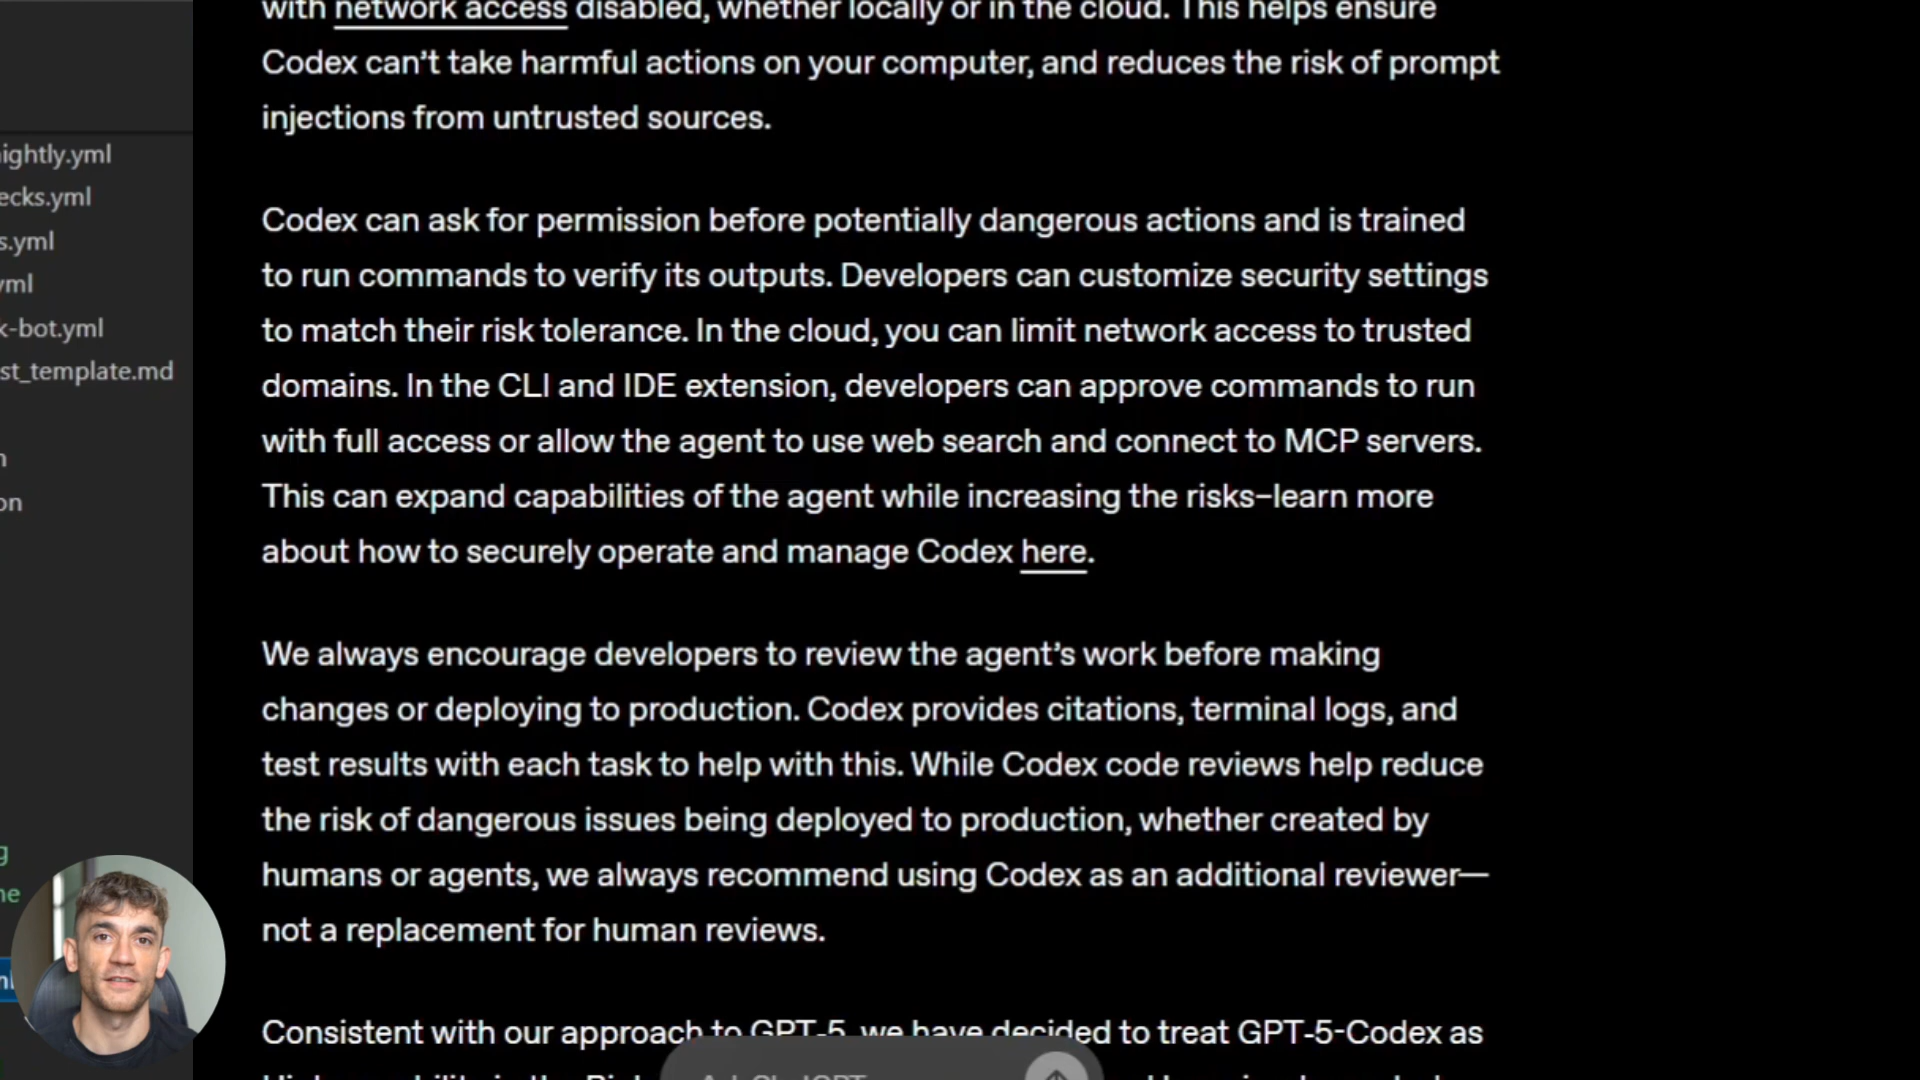 with network access disabled, whether locally or in the cloud. This helps ensure
Codex can’t take harmful actions on your computer, and reduces the risk of prompt
injections from untrusted sources.
Codex can ask for permission before potentially dangerous actions and is trained
to run commands to verify its outputs. Developers can customize security settings
to match their risk tolerance. In the cloud, you can limit network access to trusted
domains. In the CLI and IDE extension, developers can approve commands to run
with full access or allow the agent to use web search and connect to MCP servers.
This can expand capabilities of the agent while increasing the risks–learn more
about how to securely operate and manage Codex here.
We always encourage developers to review the agent’s work before making
changes or deploying to production. Codex provides citations, terminal logs, and
test results with each task to help with this. While Codex code reviews help reduce
the risk of dangerous issues being deployed to production, whether created by
humans or agents, we always recommend using Codex as an additional reviewer—
not a replacement for human reviews.
Consistent with our approach to GPT-5, we have decided to treat GPT-5-Codex as
ightly.yml
ecks.yml
s.yml
yml
k-bot.yml
st_template.md
n
on
g
ne